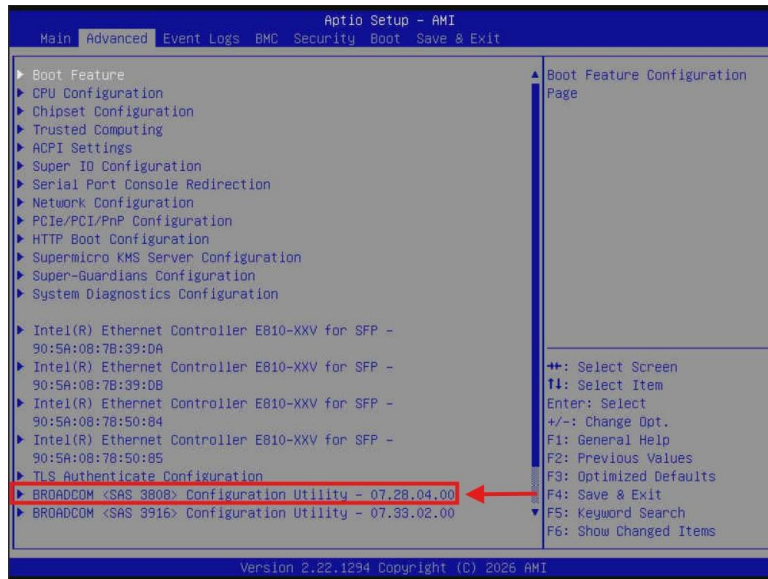 Aptio Setup – AMI
Main Advanced Event Logs BMC Security Boot Save & Exit
Boot Feature
CPU Configuration
Chipset Configuration
Trusted Computing
ACPI Settings
Super IO Configuration
Serial Port Console Redirection
Network Configuration
PCIe/PCI/PnP Configuration
HTTP Boot Configuration
Supermicro KMS Server Configuration
Super-Guardians Configuration
System Diagnostics Configuration
Intel(R) Ethernet Controller E810-XXV for SFP –
90:5A:08:7B:39:DA
Intel(R) Ethernet Controller E810-XXV for SFP –
90:5A:08:7B:39:DB
Intel(R) Ethernet Controller E810-XXV for SFP –
90:5A:08:78:50:84
Intel(R) Ethernet Controller E810-XXV for SFP –
90:5A:08:78:50:85
TLS Authenticate Configuration
BROADCOM <SAS 3808> Configuration Utility – 07.28.04.00
BROADCOM <SAS 3916> Configuration Utility – 07.33.02.00
Boot Feature Configuration
Page
→←: Select Screen
↑↓: Select Item
Enter: Select
+/-: Change Opt.
F1: General Help
F2: Previous Values
F3: Optimized Defaults
F4: Save & Exit
F5: Keyword Search
F6: Show Changed Items
Version 2.22.1294 Copyright (C) 2026 AMI